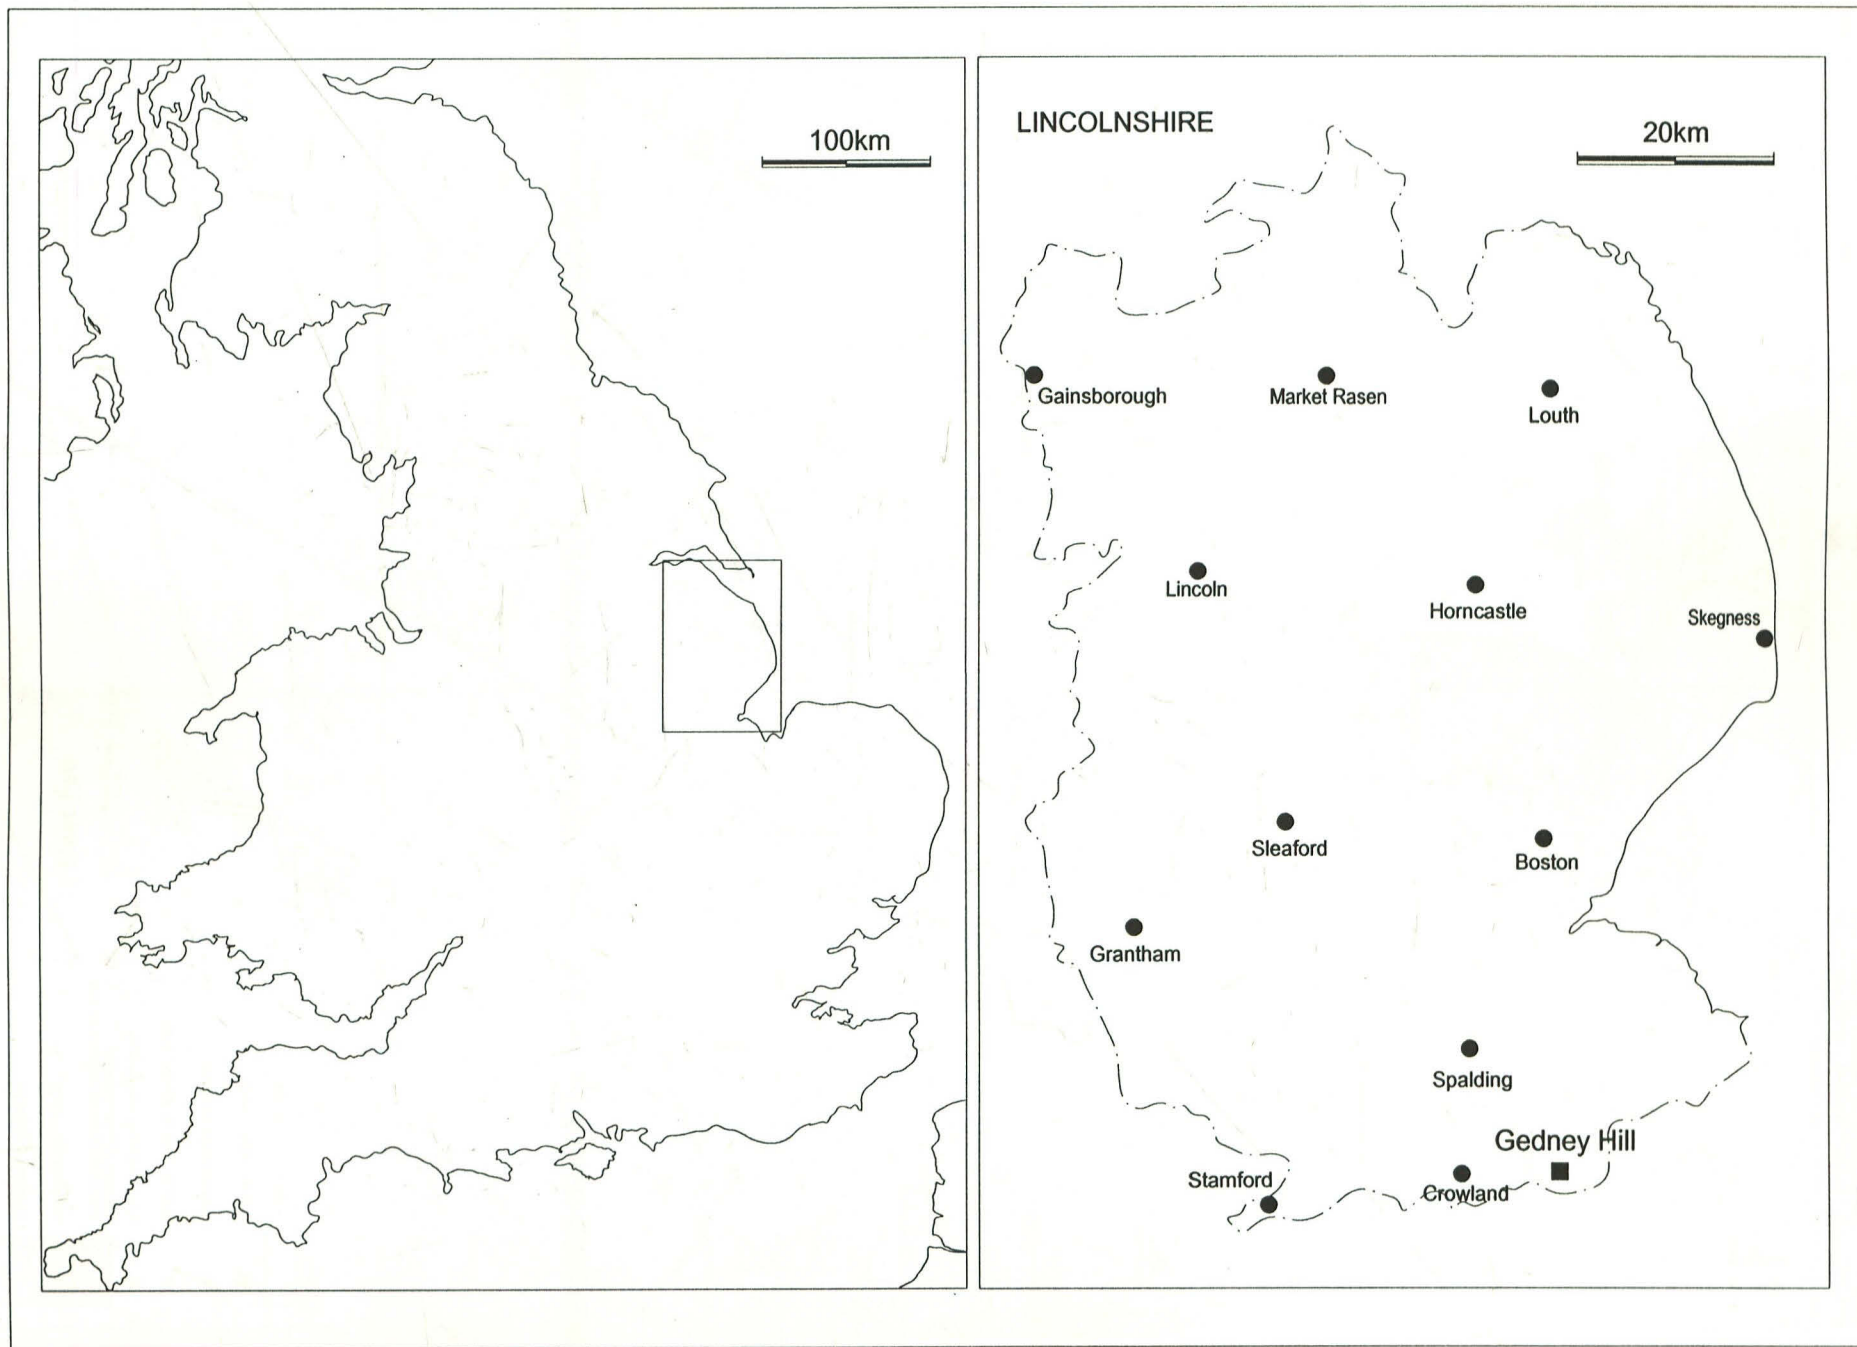 100km
LINCOLNSHIRE
20km
Gainsborough
Market Rasen
Louth
Lincoln
Horncastle
Skegness
Sleaford
Boston
Grantham
Spalding
Gedney Hill
Stamford
Crowland